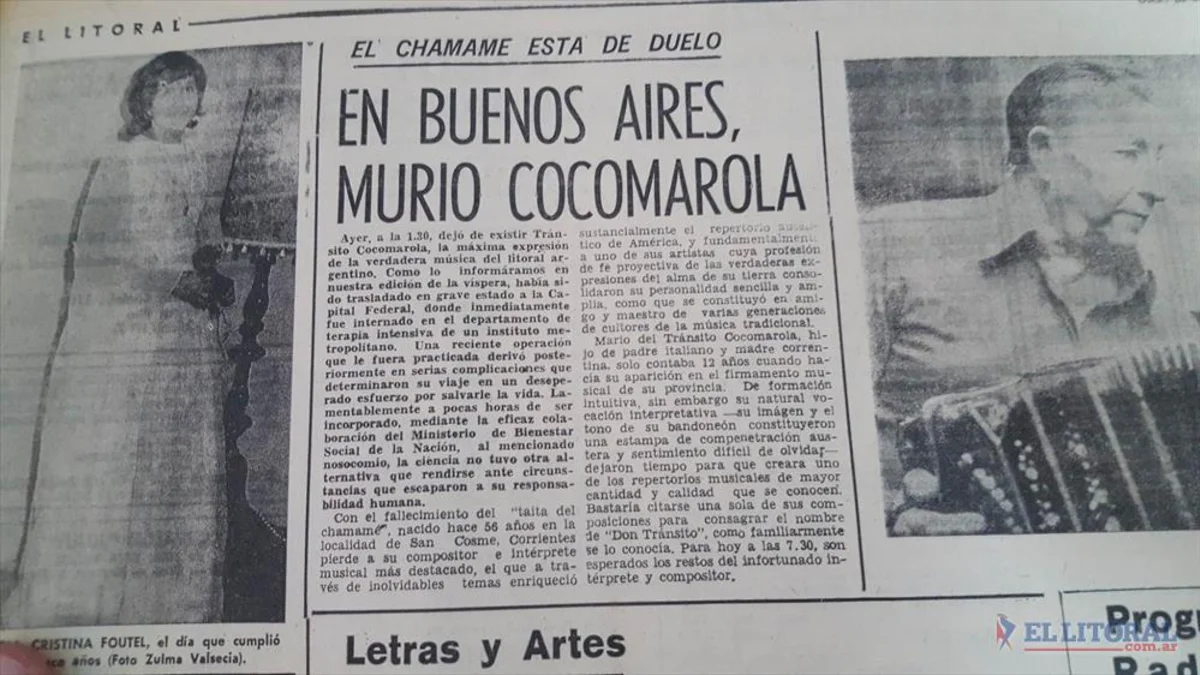 EL LITORAL
EL CHAMAME ESTA DE DUELO
EN BUENOS AIRES,
MURIO COCOMAROLA
Ayer, a la 1.30, dejó de existir Trán-
sito Cocomarola, la máxima expresión
de la verdadera música del litoral ar-
gentino. Como lo informáramos en
nuestra edición de la víspera, había si-
do trasladado en grave estado a la Ca-
pital Federal, donde inmediatamente
fue internado en el departamento de
terapia intensiva de un instituto me-
tropolitano. Una reciente operación
que le fuera practicada derivó poste-
riormente en serias complicaciones que
determinaron su viaje en un desespe-
rado esfuerzo por salvarle la vida. La-
mentablemente a pocas horas de ser
incorporado, mediante la eficaz cola-
boración del Ministerio de Bienestar
Social de la Nación, al mencionado
nosocomio, la ciencia no tuvo otra al-
ternativa que rendirse ante circuns-
tancias que escaparon a su responsa-
bilidad humana.
Con el fallecimiento del "taita del
chamamé", nacido hace 56 años en la
localidad de San Cosme, Corrientes
pierde a su compositor e intérprete
musical más destacado, el que a tra-
vés de inolvidables temas enriqueció
sustancialmente el repertorio
tico de América, y fundamentalmente
a uno de sus artistas cuya profesión
de fe proyectiva de las verdaderas ex-
presiones del alma de su tierra conso-
lidaron su personalidad sencilla y am-
plia, como que se constituyó en ami-
go y maestro de varias generaciones
de cultores de la música tradicional.
Mario del Tránsito Cocomarola, hi-
jo de padre italiano y madre corren-
tina, solo contaba 12 años cuando ha-
cía su aparición en el firmamento mu-
sical de su provincia. De formación
intuitiva, sin embargo su natural vo-
cación interpretativa —su imágen y el
tono de su bandoneón constituyeron
una estampa de compenetración aus-
tera y sentimiento difícil de olvidar—
dejaron tiempo para que creara uno
de los repertorios musicales de mayor
cantidad y calidad que se conocen.
Bastaría citarse una sola de sus com-
posiciones para consagrar el nombre
de "Don Tránsito", como familiarmente
se lo conocía. Para hoy a las 7.30, son
esperados los restos del infortunado in-
térprete y compositor.
CRISTINA FOUTEL, el día que cumplió
años (Foto Zulma Valsecia).
Letras y Artes
EL LITORAL
.com.ar